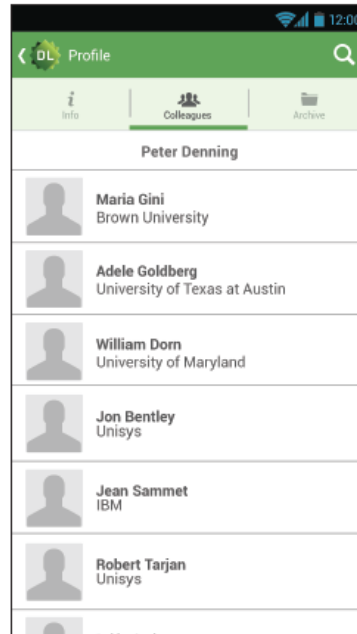 12:00
DL Profile
i
Info
Colleagues
Archive
Peter Denning
Maria Gini
Brown University
Adele Goldberg
University of Texas at Austin
William Dorn
University of Maryland
Jon Bentley
Unisys
Jean Sammet
IBM
Robert Tarjan
Unisys